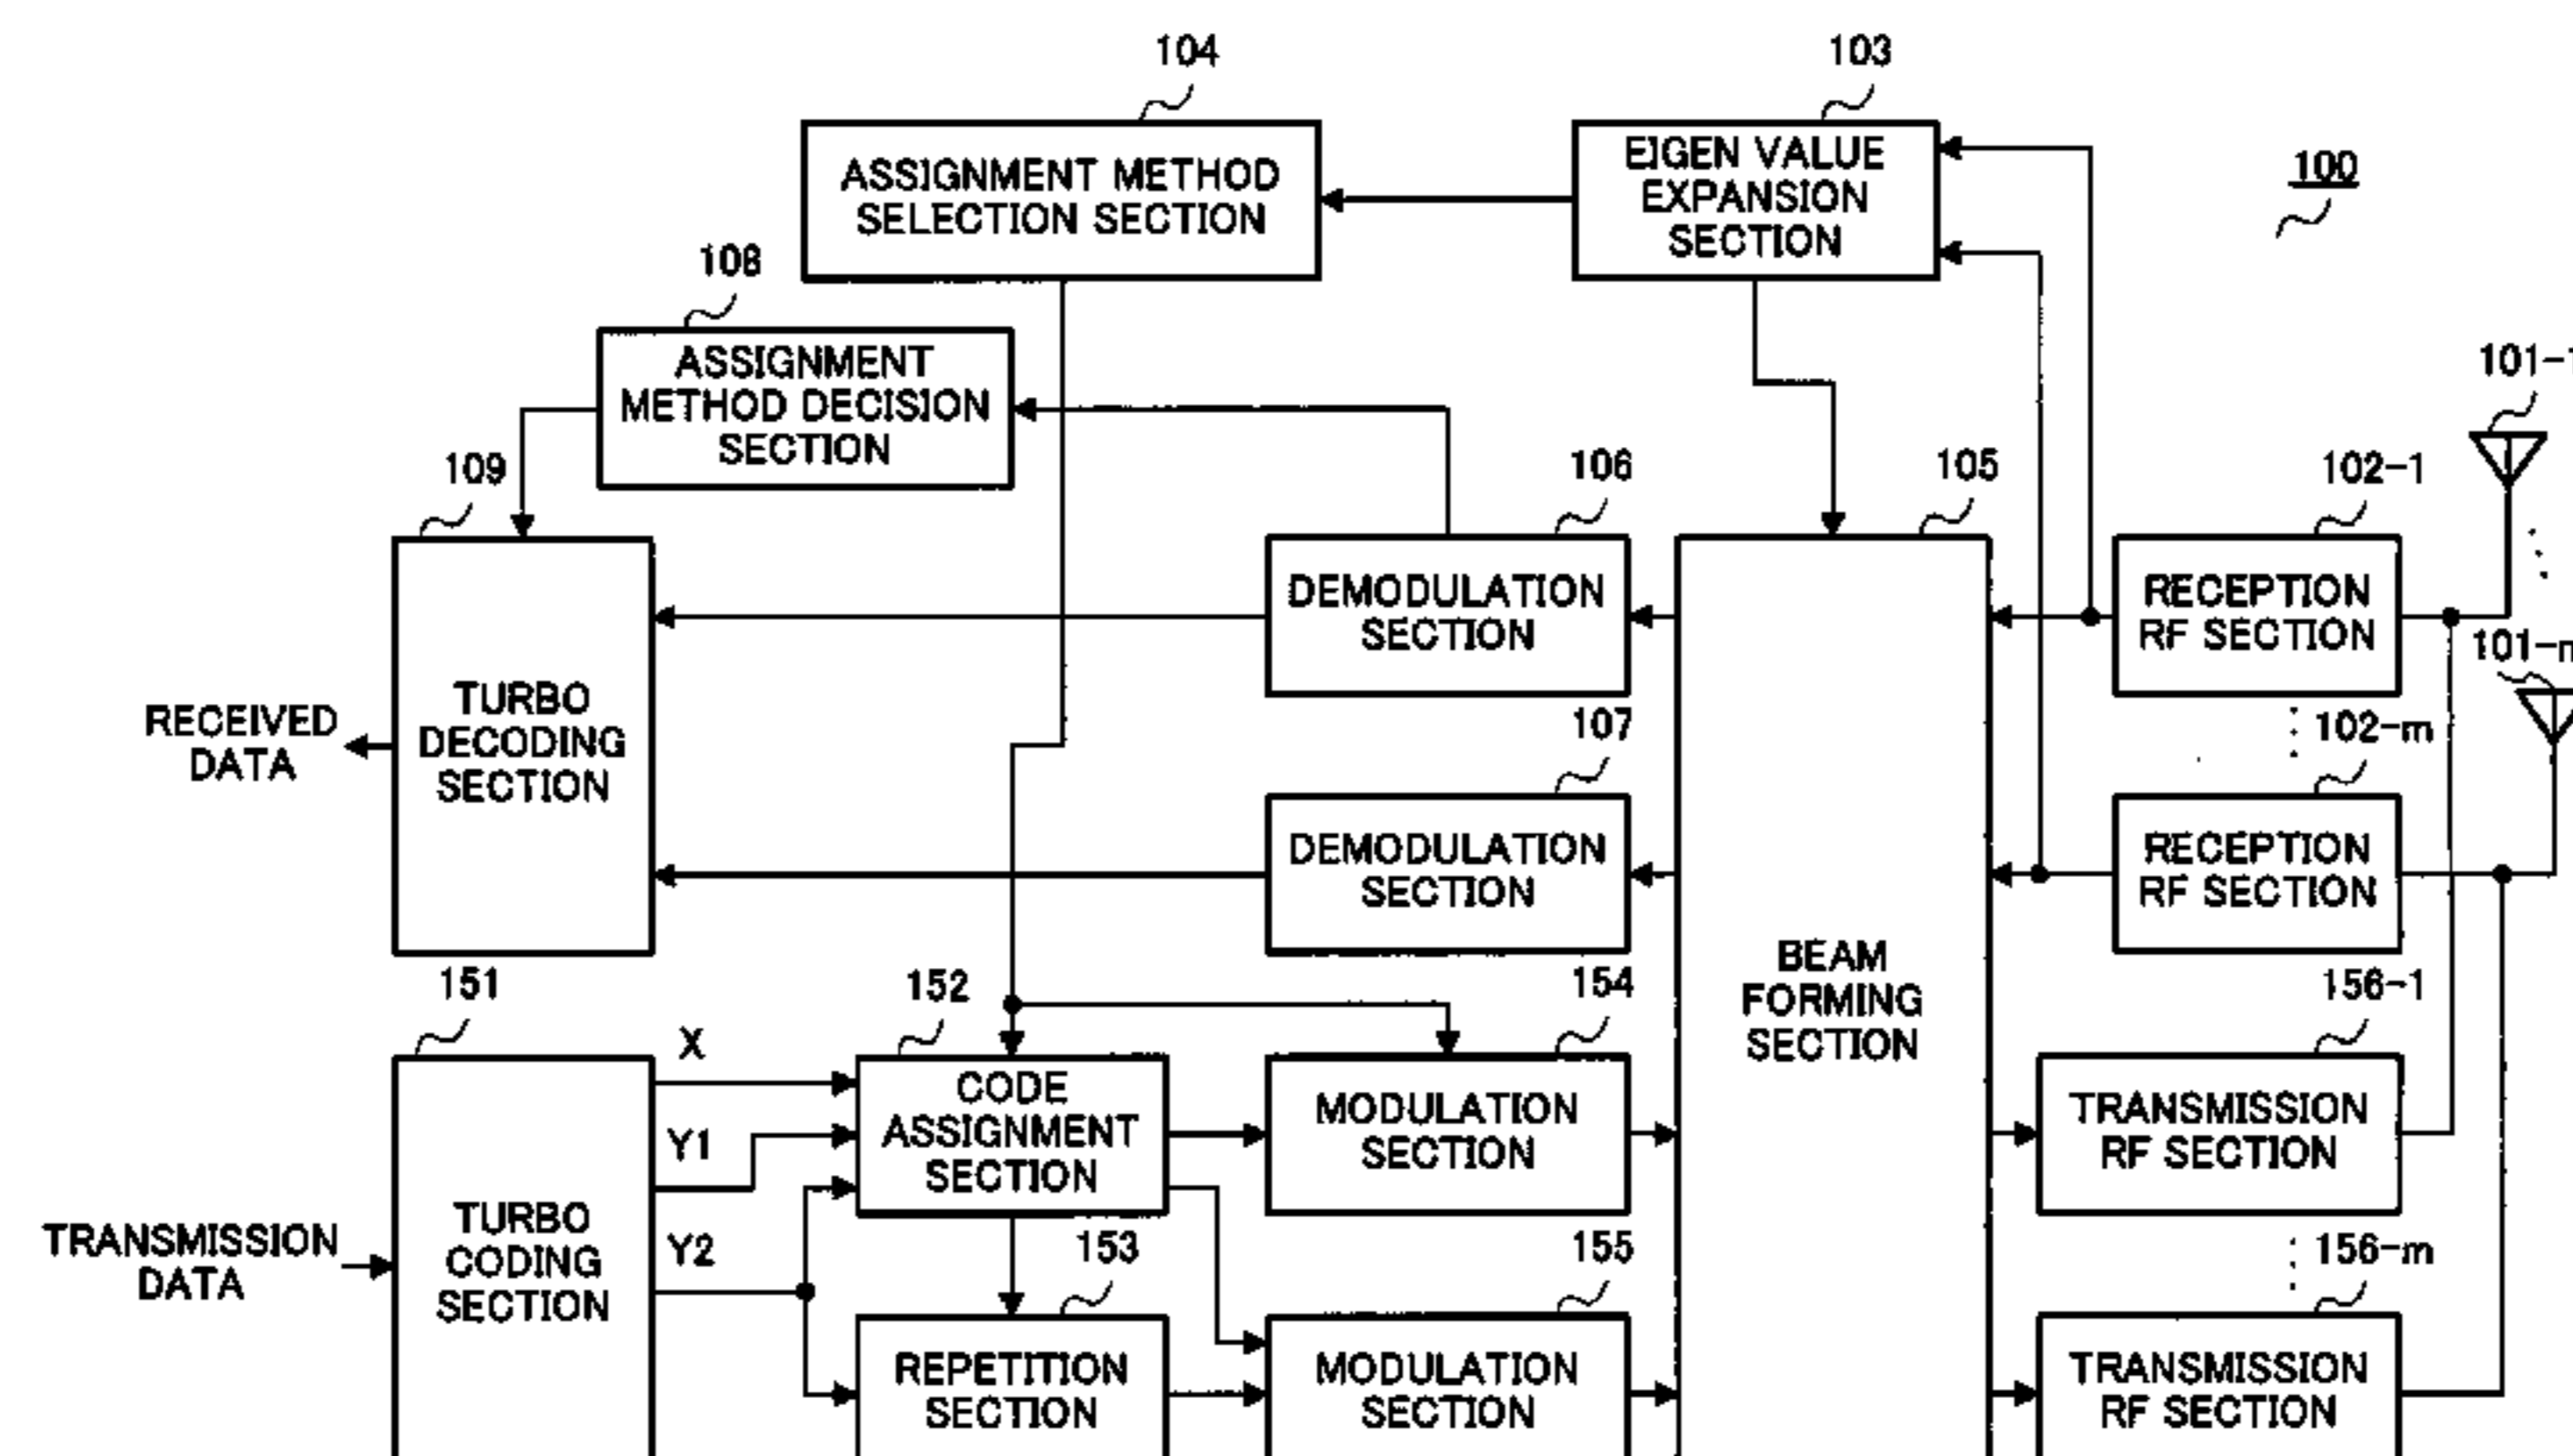 104
103
ASSIGNMENT METHOD
SELECTION SECTION
EIGEN VALUE
EXPANSION
SECTION
100
108
ASSIGNMENT
METHOD DECISION
SECTION
101-1
109
106
105
102-1
DEMODULATION
SECTION
RECEPTION
RF SECTION
TURBO
DECODING
SECTION
RECEIVED
DATA
107
102-m
DEMODULATION
SECTION
RECEPTION
RF SECTION
BEAM
FORMING
SECTION
151
152
154
156-1
X
Y1
Y2
CODE
ASSIGNMENT
SECTION
MODULATION
SECTION
TRANSMISSION
RF SECTION
TRANSMISSION
DATA
TURBO
CODING
SECTION
153
155
156-m
REPETITION
SECTION
MODULATION
SECTION
TRANSMISSION
RF SECTION